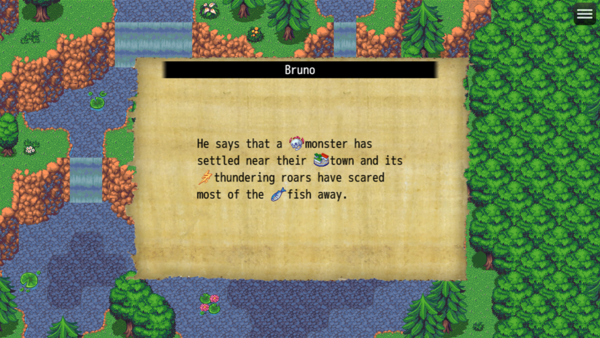 Bruno
He says that a monster has
settled near their town and its
thundering roars have scared
most of the fish away.